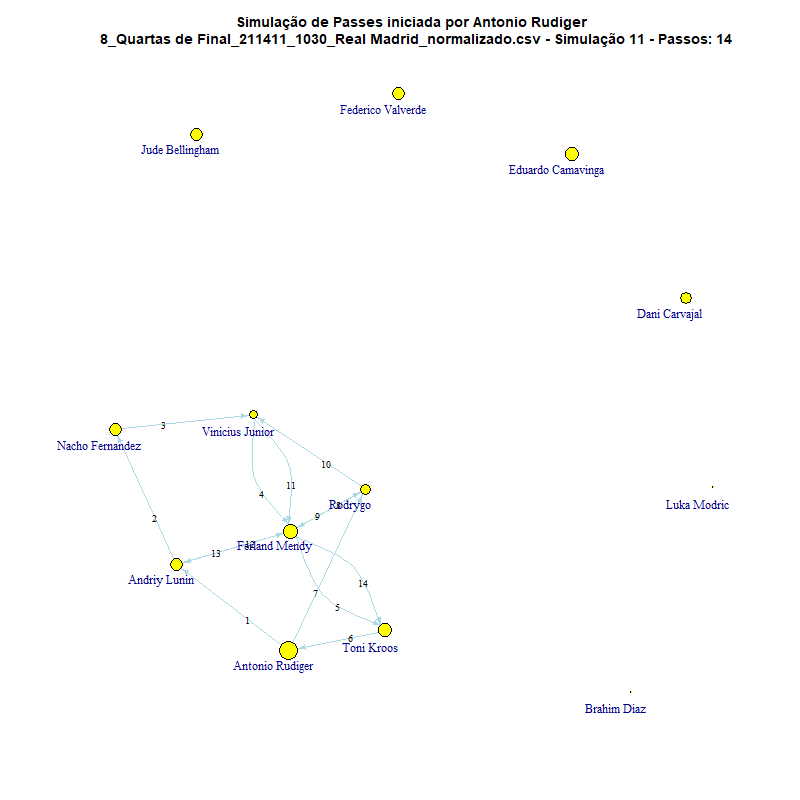 Simulação de Passes iniciada por Antonio Rudiger
8_Quartas de Final_211411_1030_Real Madrid_normalizado.csv - Simulação 11 - Passos: 14
Federico Valverde
Jude Bellingham
Eduardo Camavinga
Dani Carvajal
3
Vinicius Junior
Nacho Fernandez
10
11
4
Rodrygo
Luka Modric
9
2
Ferland Mendy
13
Andriy Lunin
14
7
5
1
6
Toni Kroos
Antonio Rudiger
Brahim Diaz